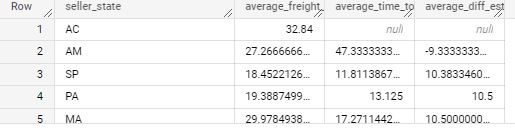 Row seller_state average_freight_ average_time_to average_diff_est
1 AC 32.84 null null
2 AM 27.2666666... 47.3333333... -9.3333333...
3 SP 18.4522126... 11.8113867... 10.3833460...
4 PA 19.3887499... 13.125 10.5
5 MA 29.9784938... 17.2711442... 10.5000000...